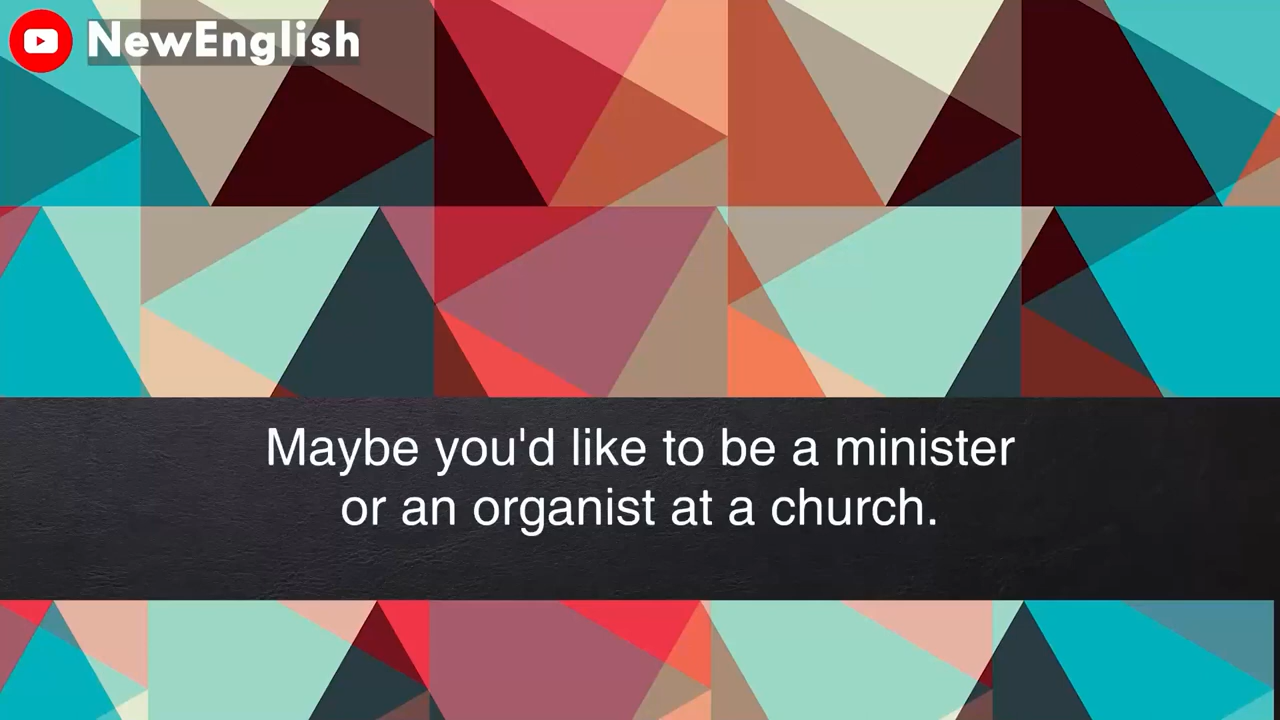 NewEnglish
Maybe you'd like to be a minister
or an organist at a church.